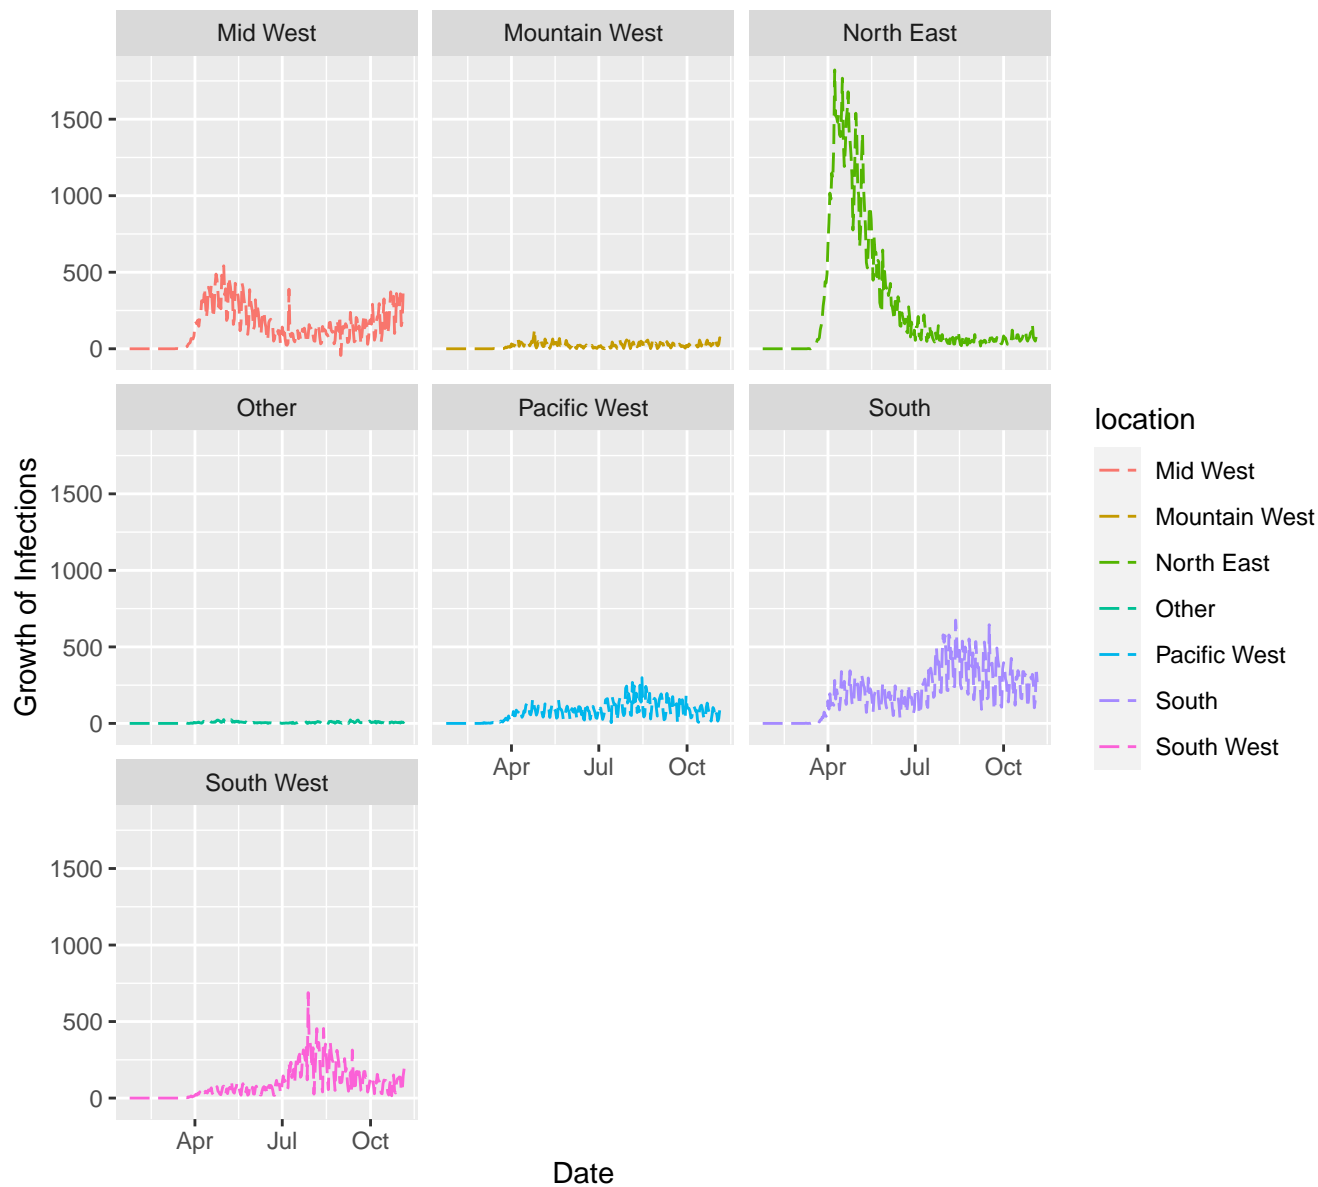 Mid West
Mountain West
North East
1500
1000
500
0
Other
Pacific West
South
1500
1000
500
0
Apr
Jul
Oct
Apr
Jul
Oct
South West
1500
1000
500
0
Apr
Jul
Oct
Growth of Infections
Date
location
Mid West
Mountain West
North East
Other
Pacific West
South
South West